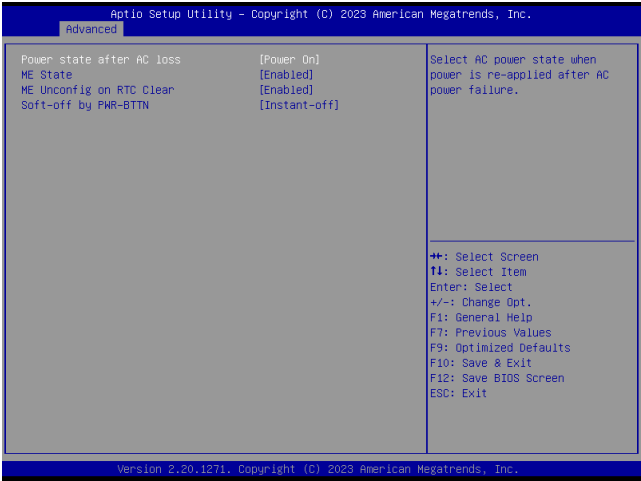 Aptio Setup Utility – Copyright (C) 2023 American Megatrends, Inc.
Advanced
Power state after AC loss [Power On]
ME State [Enabled]
ME Unconfig on RTC Clear [Enabled]
Soft-off by PWR-BTTN [Instant-off]
Select AC power state when
power is re-applied after AC
power failure.
→←: Select Screen
↑↓: Select Item
Enter: Select
+/-: Change Opt.
F1: General Help
F7: Previous Values
F9: Optimized Defaults
F10: Save & Exit
F12: Save BIOS Screen
ESC: Exit
Version 2.20.1271. Copyright (C) 2023 American Megatrends, Inc.